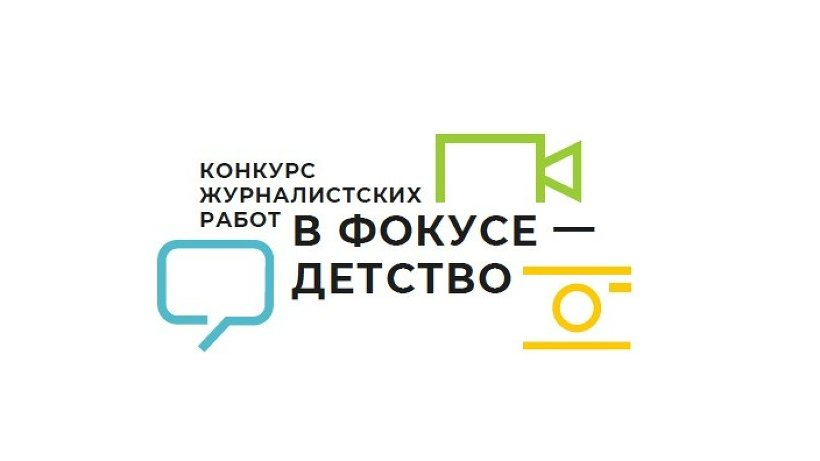 КОНКУРС
ЖУРНАЛИСТСКИХ
РАБОТ
В ФОКУСЕ —
ДЕТСТВО